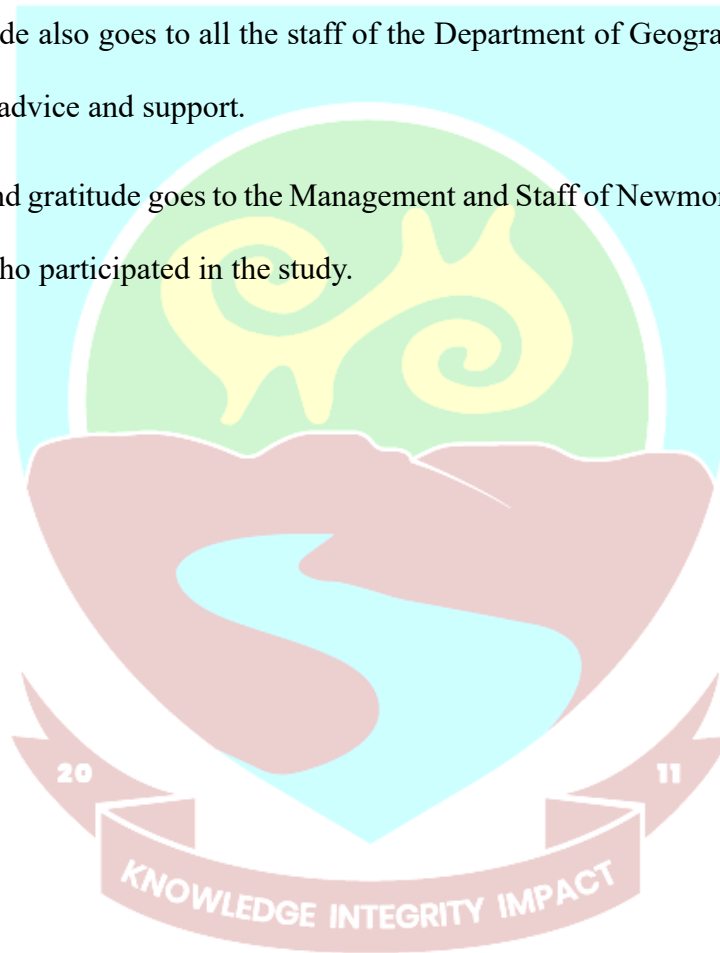 de also goes to all the staff of the Department of Geogra
advice and support.
nd gratitude goes to the Management and Staff of Newmo
ho participated in the study.
20
11
KNOWLEDGE INTEGRITY IMPACT